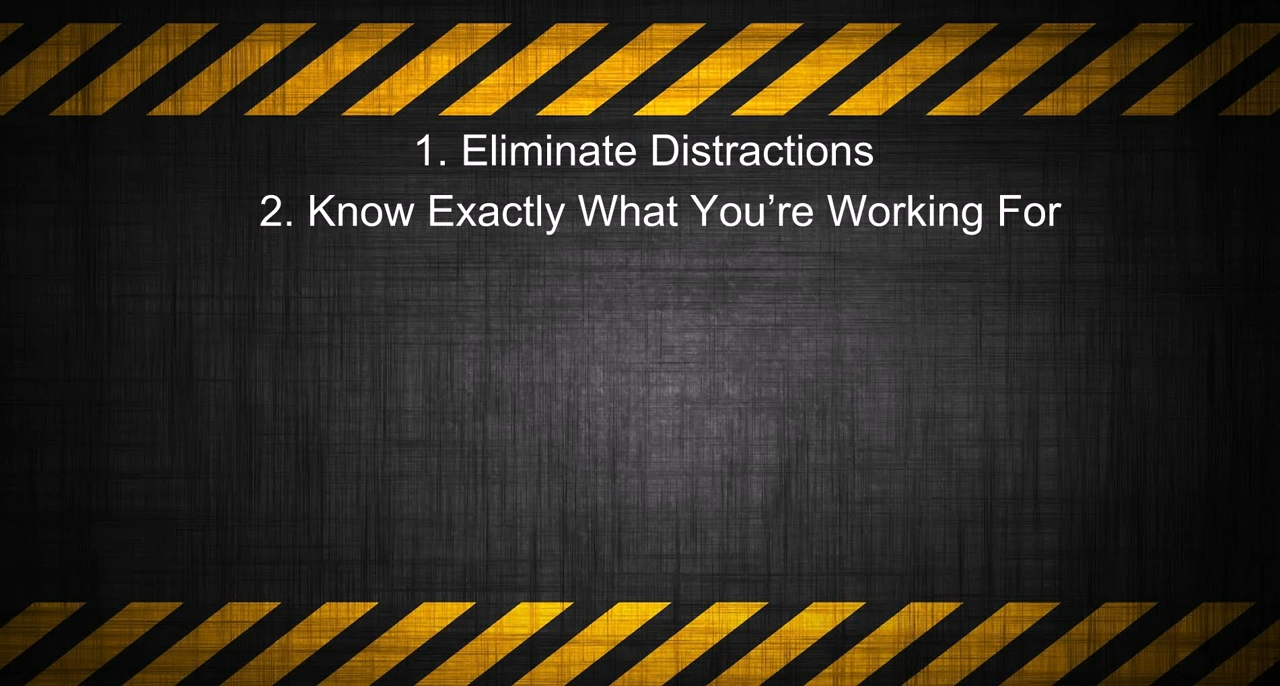 1. Eliminate Distractions
2. Know Exactly What You’re Working For